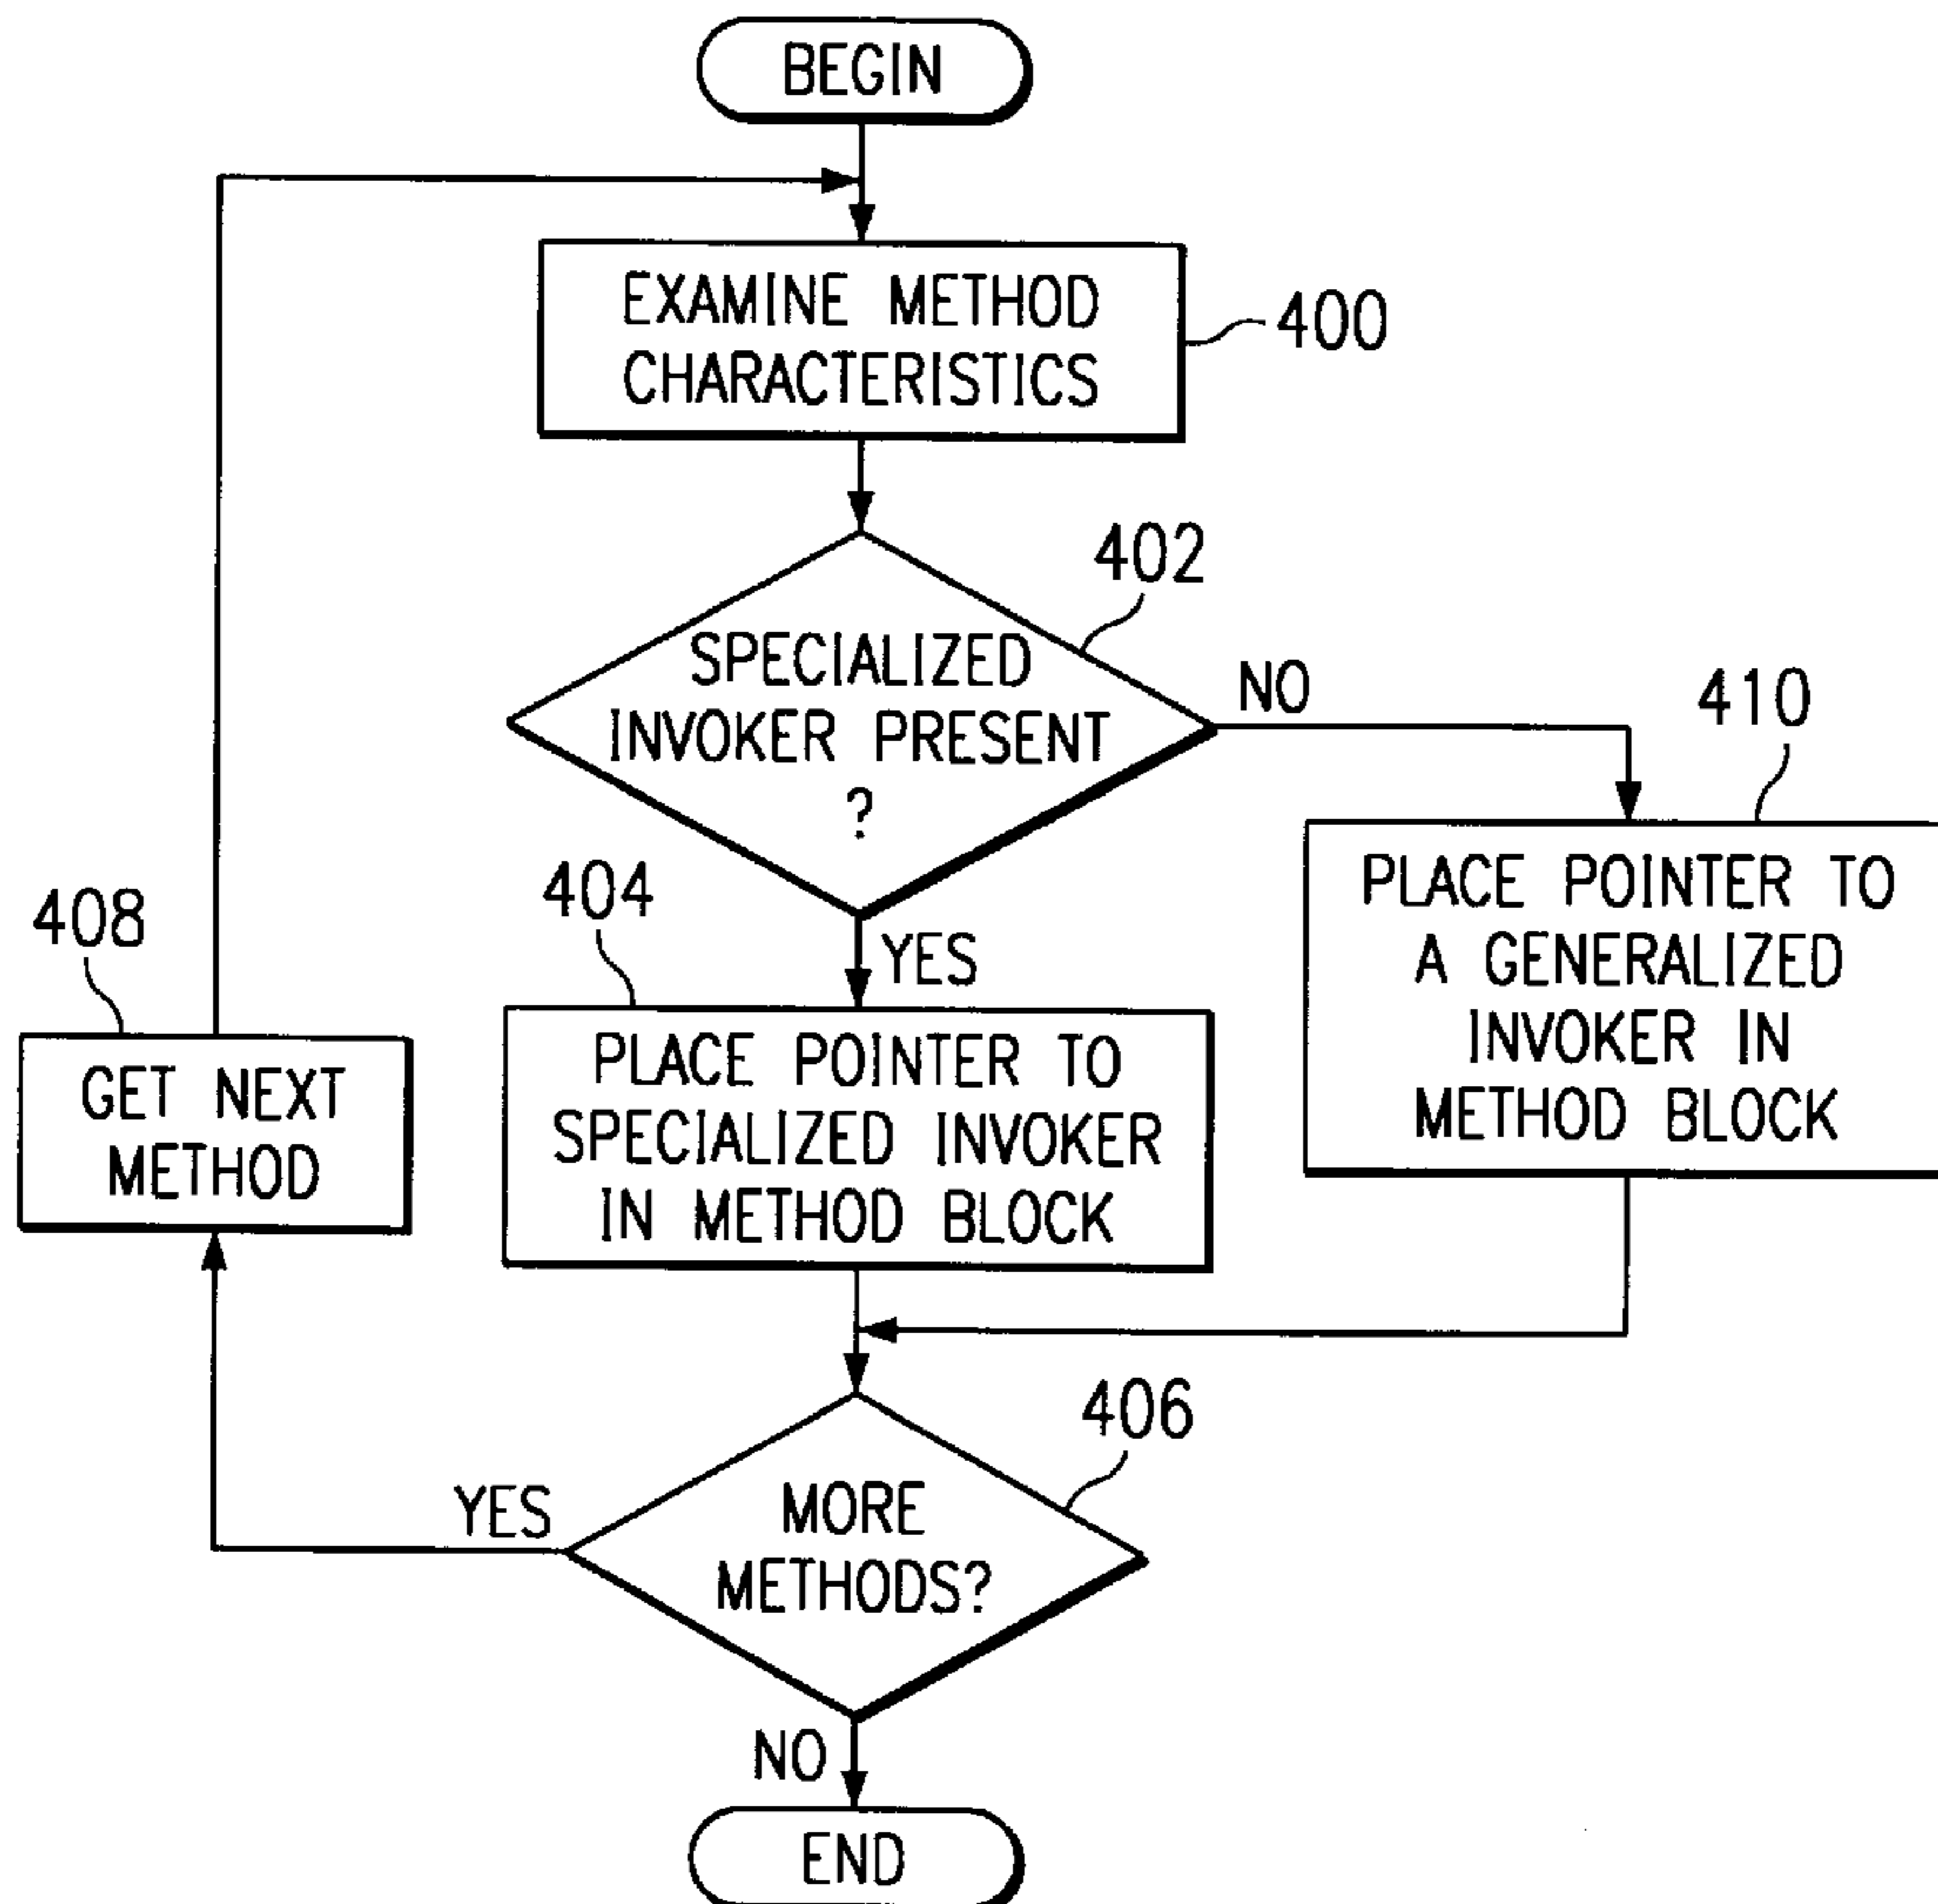 BEGIN
EXAMINE METHOD
CHARACTERISTICS
400
402
SPECIALIZED
INVOKER PRESENT
?
NO
YES
410
PLACE POINTER TO
A GENERALIZED
INVOKER IN
METHOD BLOCK
404
PLACE POINTER TO
SPECIALIZED INVOKER
IN METHOD BLOCK
408
GET NEXT
METHOD
406
MORE
METHODS?
YES
NO
END